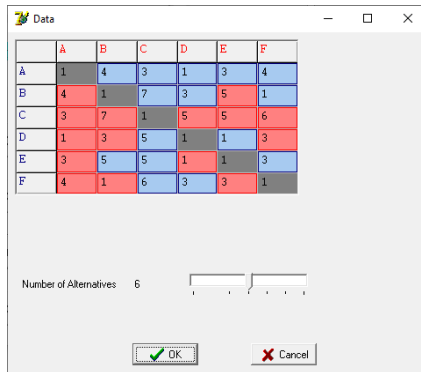 Data
A B C D E F
A 1 4 3 1 3 4
B 4 1 7 3 5 1
C 3 7 1 5 5 6
D 1 3 5 1 1 3
E 3 5 5 1 1 3
F 4 1 6 3 3 1
Number of Alternatives 6
OK Cancel